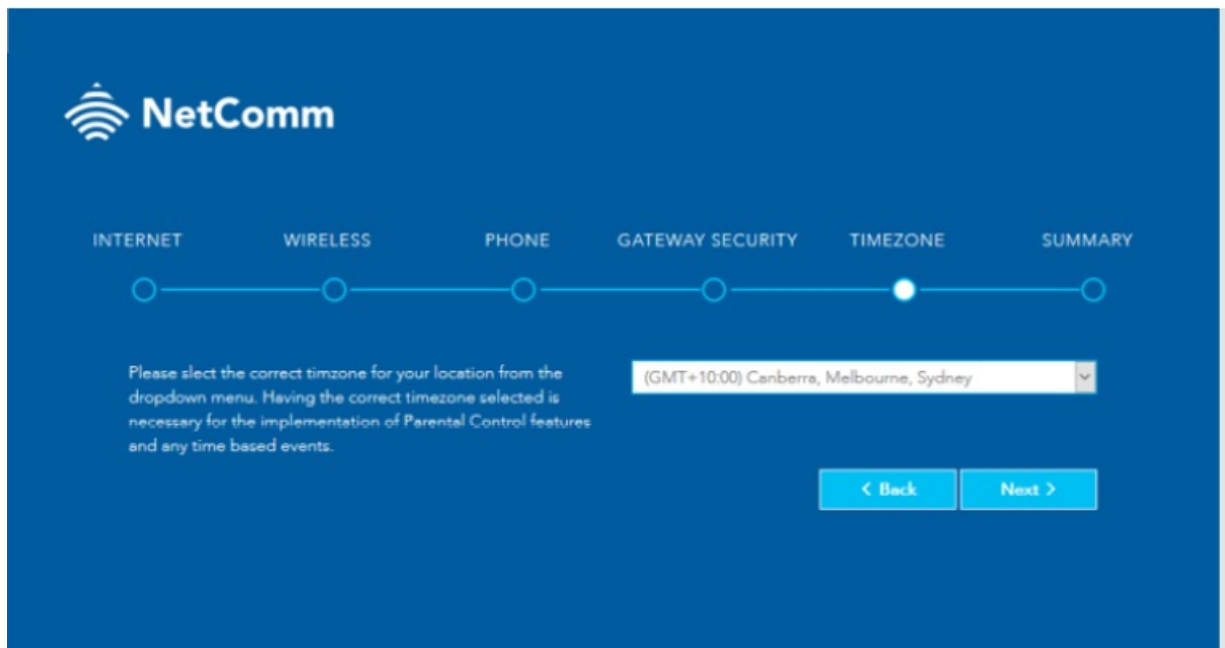 NetComm
INTERNET WIRELESS PHONE GATEWAY SECURITY TIMEZONE SUMMARY
Please slect the correct timzone for your location from the
dropdown menu. Having the correct timezone selected is
necessary for the implementation of Parental Control features
and any time based events.
(GMT+10:00) Canberra, Melbourne, Sydney
< Back Next >